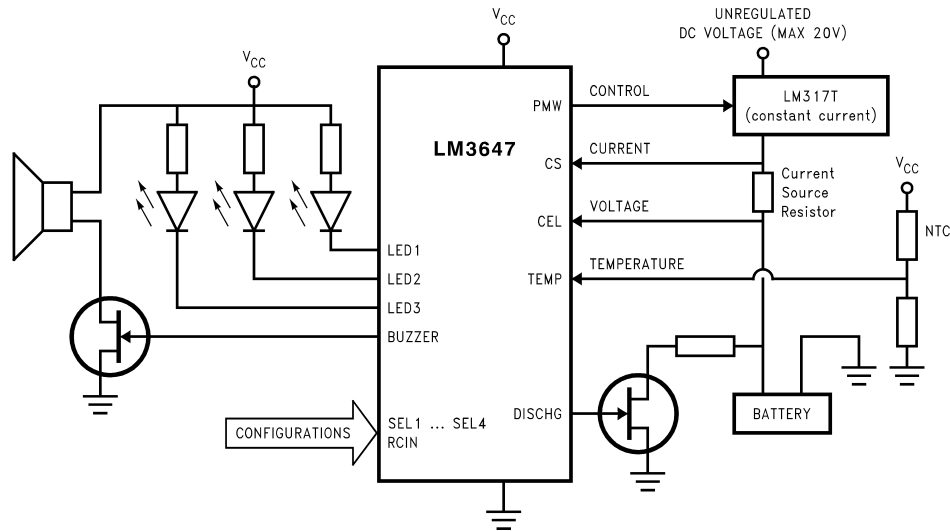 UNREGULATED
DC VOLTAGE (MAX 20V)
VCC
VCC
LM3647
PMW
CONTROL
LM317T
(constant current)
CS
CURRENT
Current
Source
Resistor
VCC
CEL
VOLTAGE
NTC
LED1
LED2
TEMP
TEMPERATURE
LED3
BUZZER
DISCHG
BATTERY
CONFIGURATIONS
SEL1 ... SEL4
RCIN